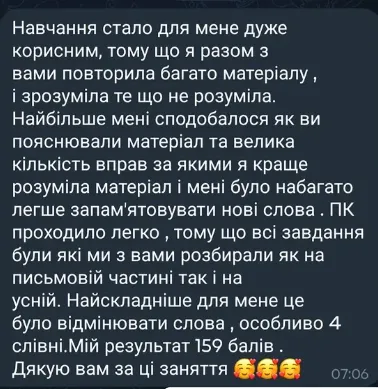 Навчання стало для мене дуже
корисним, тому що я разом з
вами повторила багато матеріалу ,
і зрозуміла те що не розуміла.
Найбільше мені сподобалося як ви
пояснювали матеріал та велика
кількість вправ за якими я краще
розуміла матеріал і мені було набагато
легше запам'ятовувати нові слова . ПК
проходило легко , тому що всі завдання
були які ми з вами розбирали як на
письмовій частині так і на
усній. Найскладніше для мене це
було відмінювати слова , особливо 4
слівні.Мій результат 159 балів .
Дякую вам за ці заняття 🥰🥰🥰
07:06